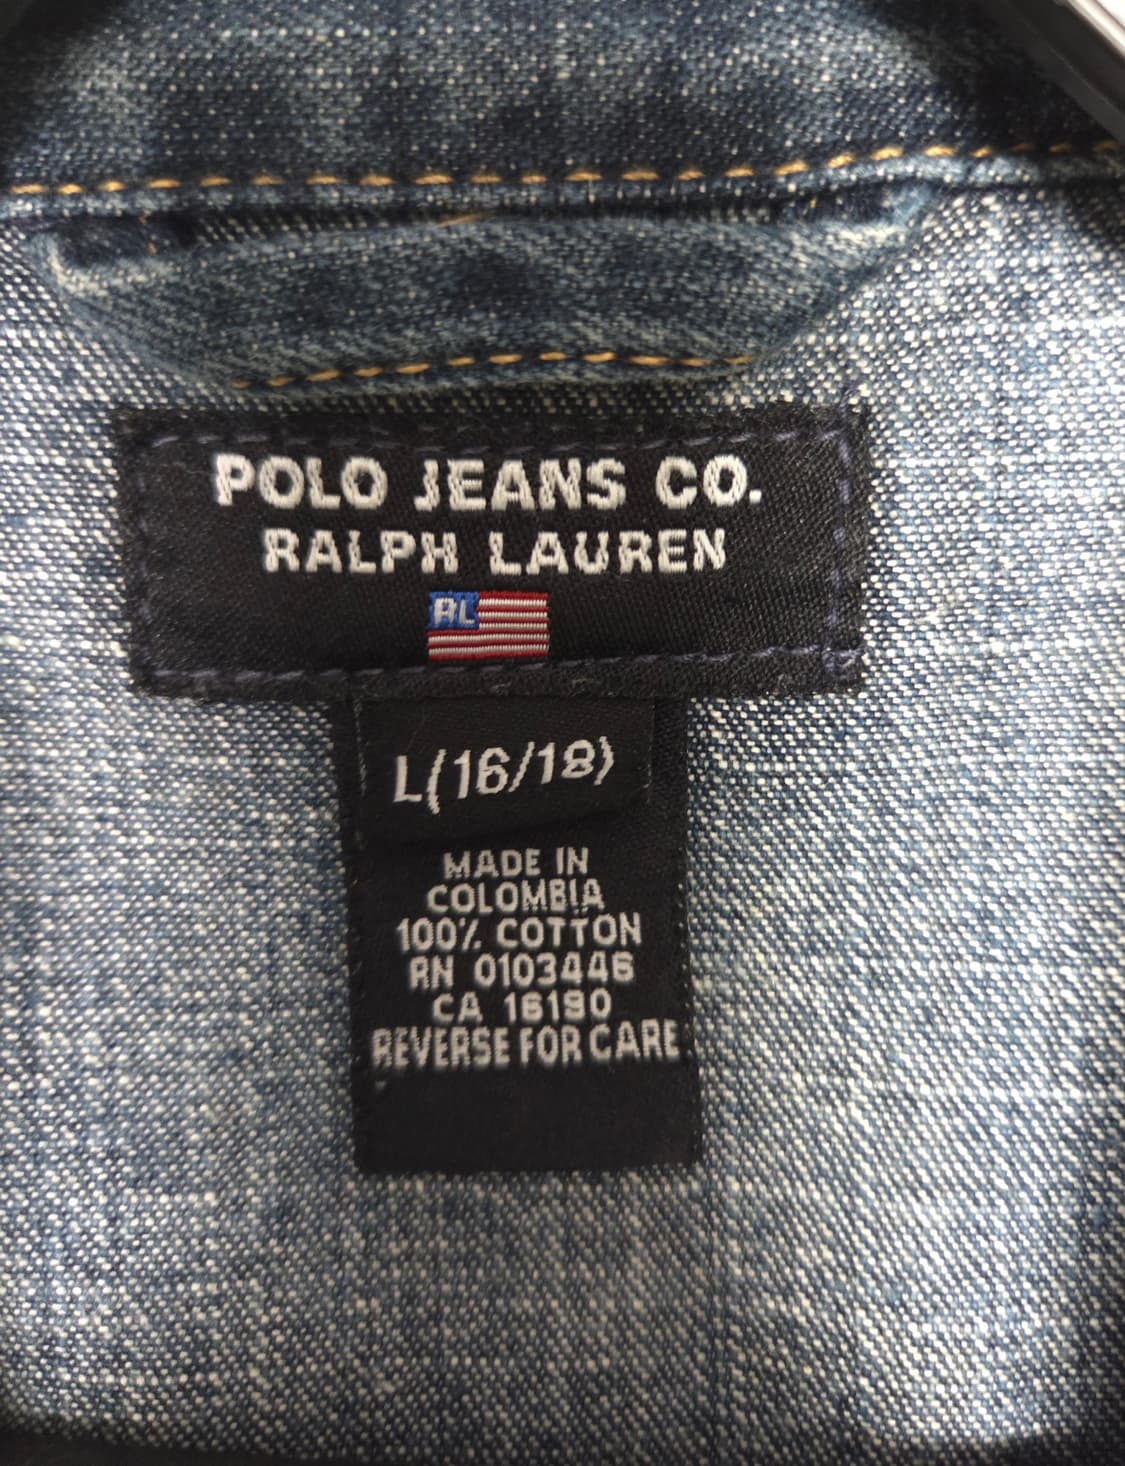 POLO JEANS CO.
RALPH LAUREN
RL
L(16/18)
MADE IN
COLOMBIA
100% COTTON
RN 0103446
CA 16190
REVERSE FOR CARE